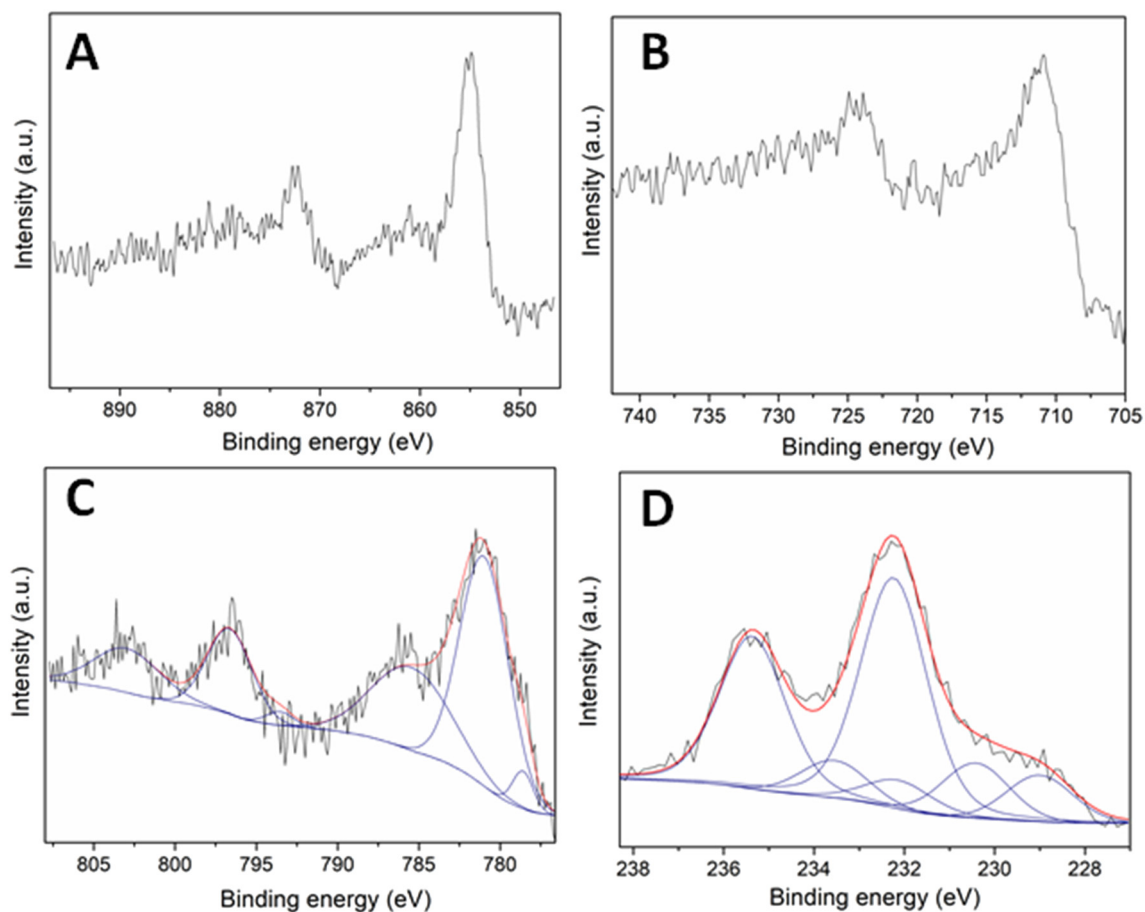 A
Intensity (a.u.)
890 880 870 860 850
Binding energy (eV)
B
Intensity (a.u.)
740 735 730 725 720 715 710 705
Binding energy (eV)
C
Intensity (a.u.)
805 800 795 790 785 780
Binding energy (eV)
D
Intensity (a.u.)
238 236 234 232 230 228
Binding energy (eV)